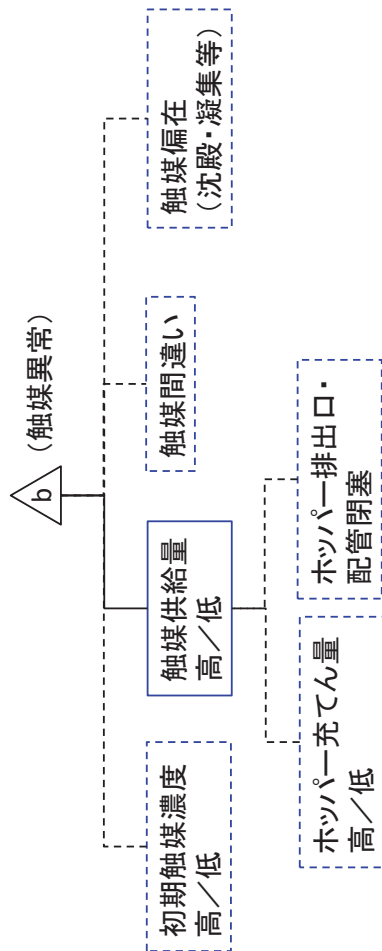 b
(触媒異常)
初期触媒濃度
高／低
触媒供給量
高／低
触媒間違い
触媒偏在
(沈殿・凝集等)
ホッパー充てん量
高／低
ホッパー排出口・
配管閉塞